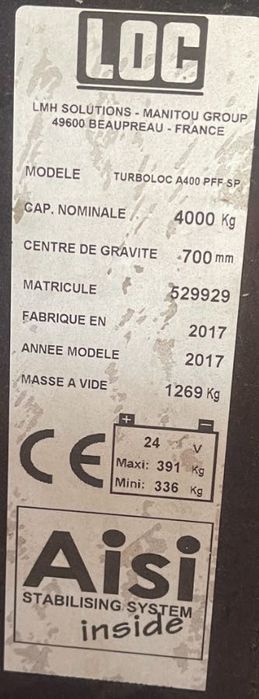 LOC
LMH SOLUTIONS - MANITOU GROUP
49600 BEAUPREAU - FRANCE
MODELE TURBOLOC A400 PFF SP
CAP. NOMINALE 4000 Kg
CENTRE DE GRAVITE 700 mm
MATRICULE 529929
FABRIQUE EN 2017
ANNEE MODELE 2017
MASSE A VIDE 1269 Kg
+ -
CE
24 V
Maxi: 391 Kg
Mini: 336 Kg
Aisi
STABILISING SYSTEM
inside